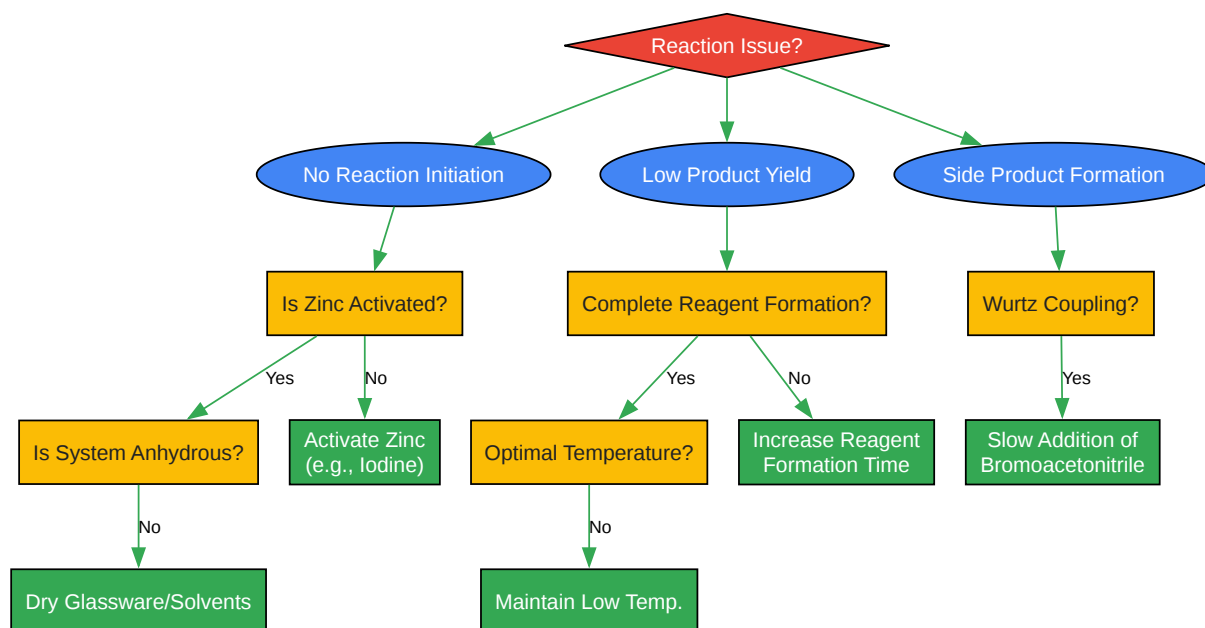 Reaction Issue?
No Reaction Initiation
Low Product Yield
Side Product Formation
Is Zinc Activated?
Complete Reagent Formation?
Wurtz Coupling?
Yes
No
Yes
No
Yes
Is System Anhydrous?
Activate Zinc
(e.g., Iodine)
Optimal Temperature?
Increase Reagent
Formation Time
Slow Addition of
Bromoacetonitrile
No
No
Dry Glassware/Solvents
Maintain Low Temp.